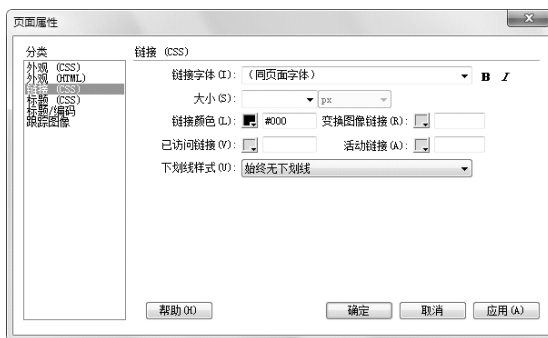 页面属性
分类
外观 (CSS)
外观 (HTML)
链接 (CSS)
标题 (CSS)
标题/编码
跟踪图像
链接 (CSS)
链接字体(I): (同页面字体) B I
大小(S): px
链接颜色(L): #000 变换图像链接(R):
已访问链接(V): 活动链接(A):
下划线样式(U): 始终无下划线
帮助(H) 确定 取消 应用(A)